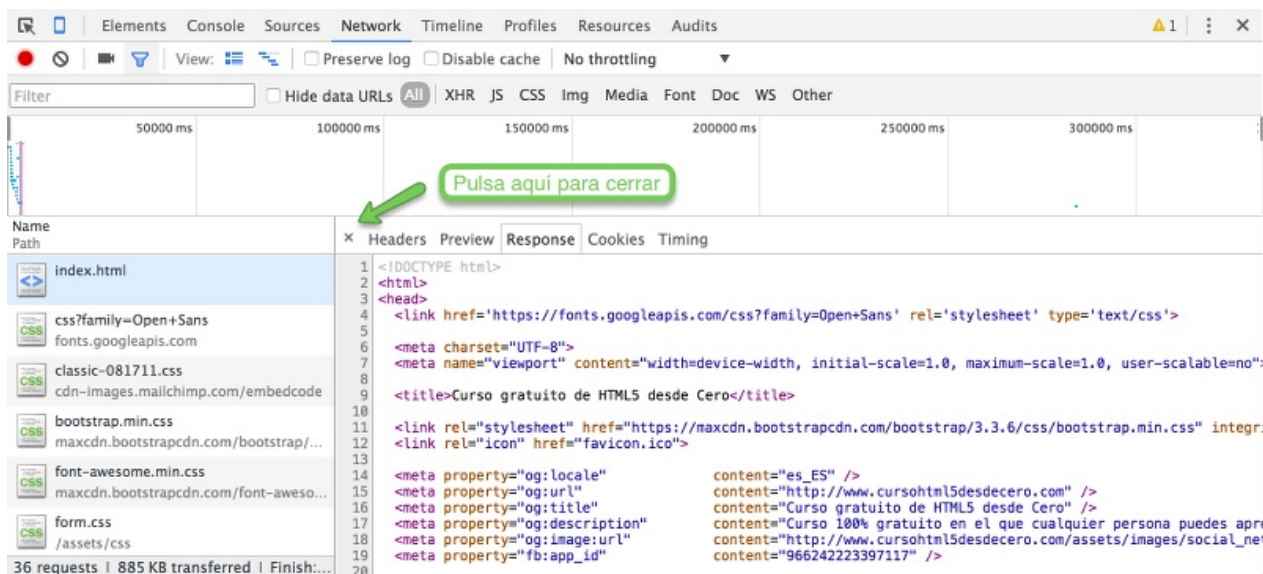 Elements Console Sources Network Timeline Profiles Resources Audits 1
View: Preserve log Disable cache No throttling
Filter Hide data URLs All XHR JS CSS Img Media Font Doc WS Other
50000 ms 100000 ms 150000 ms 200000 ms 250000 ms 300000 ms
Pulsa aquí para cerrar
Name
Path
× Headers Preview Response Cookies Timing
index.html
css?family=Open+Sans
fonts.googleapis.com
classic-081711.css
cdn-images.mailchimp.com/embedcode
bootstrap.min.css
maxcdn.bootstrapcdn.com/bootstrap/...
font-awesome.min.css
maxcdn.bootstrapcdn.com/font-aweso...
form.css
/assets/css
36 requests | 885 KB transferred | Finish:...
1 <!DOCTYPE html>
2 <html>
3 <head>
4 <link href='https://fonts.googleapis.com/css?family=Open+Sans' rel='stylesheet' type='text/css'>
5
6 <meta charset="UTF-8">
7 <meta name="viewport" content="width=device-width, initial-scale=1.0, maximum-scale=1.0, user-scalable=no">
8
9 <title>Curso gratuito de HTML5 desde Cero</title>
10
11 <link rel="stylesheet" href="https://maxcdn.bootstrapcdn.com/bootstrap/3.3.6/css/bootstrap.min.css" integri
12 <link rel="icon" href="favicon.ico">
13
14 <meta property="og:locale" content="es_ES" />
15 <meta property="og:url" content="http://www.cursohtml5desdecero.com" />
16 <meta property="og:title" content="Curso gratuito de HTML5 desde Cero" />
17 <meta property="og:description" content="Curso 100% gratuito en el que cualquier persona puedes apre
18 <meta property="og:image:url" content="http://www.cursohtml5desdecero.com/assets/images/social_net
19 <meta property="fb:app_id" content="966242223397117" />
20